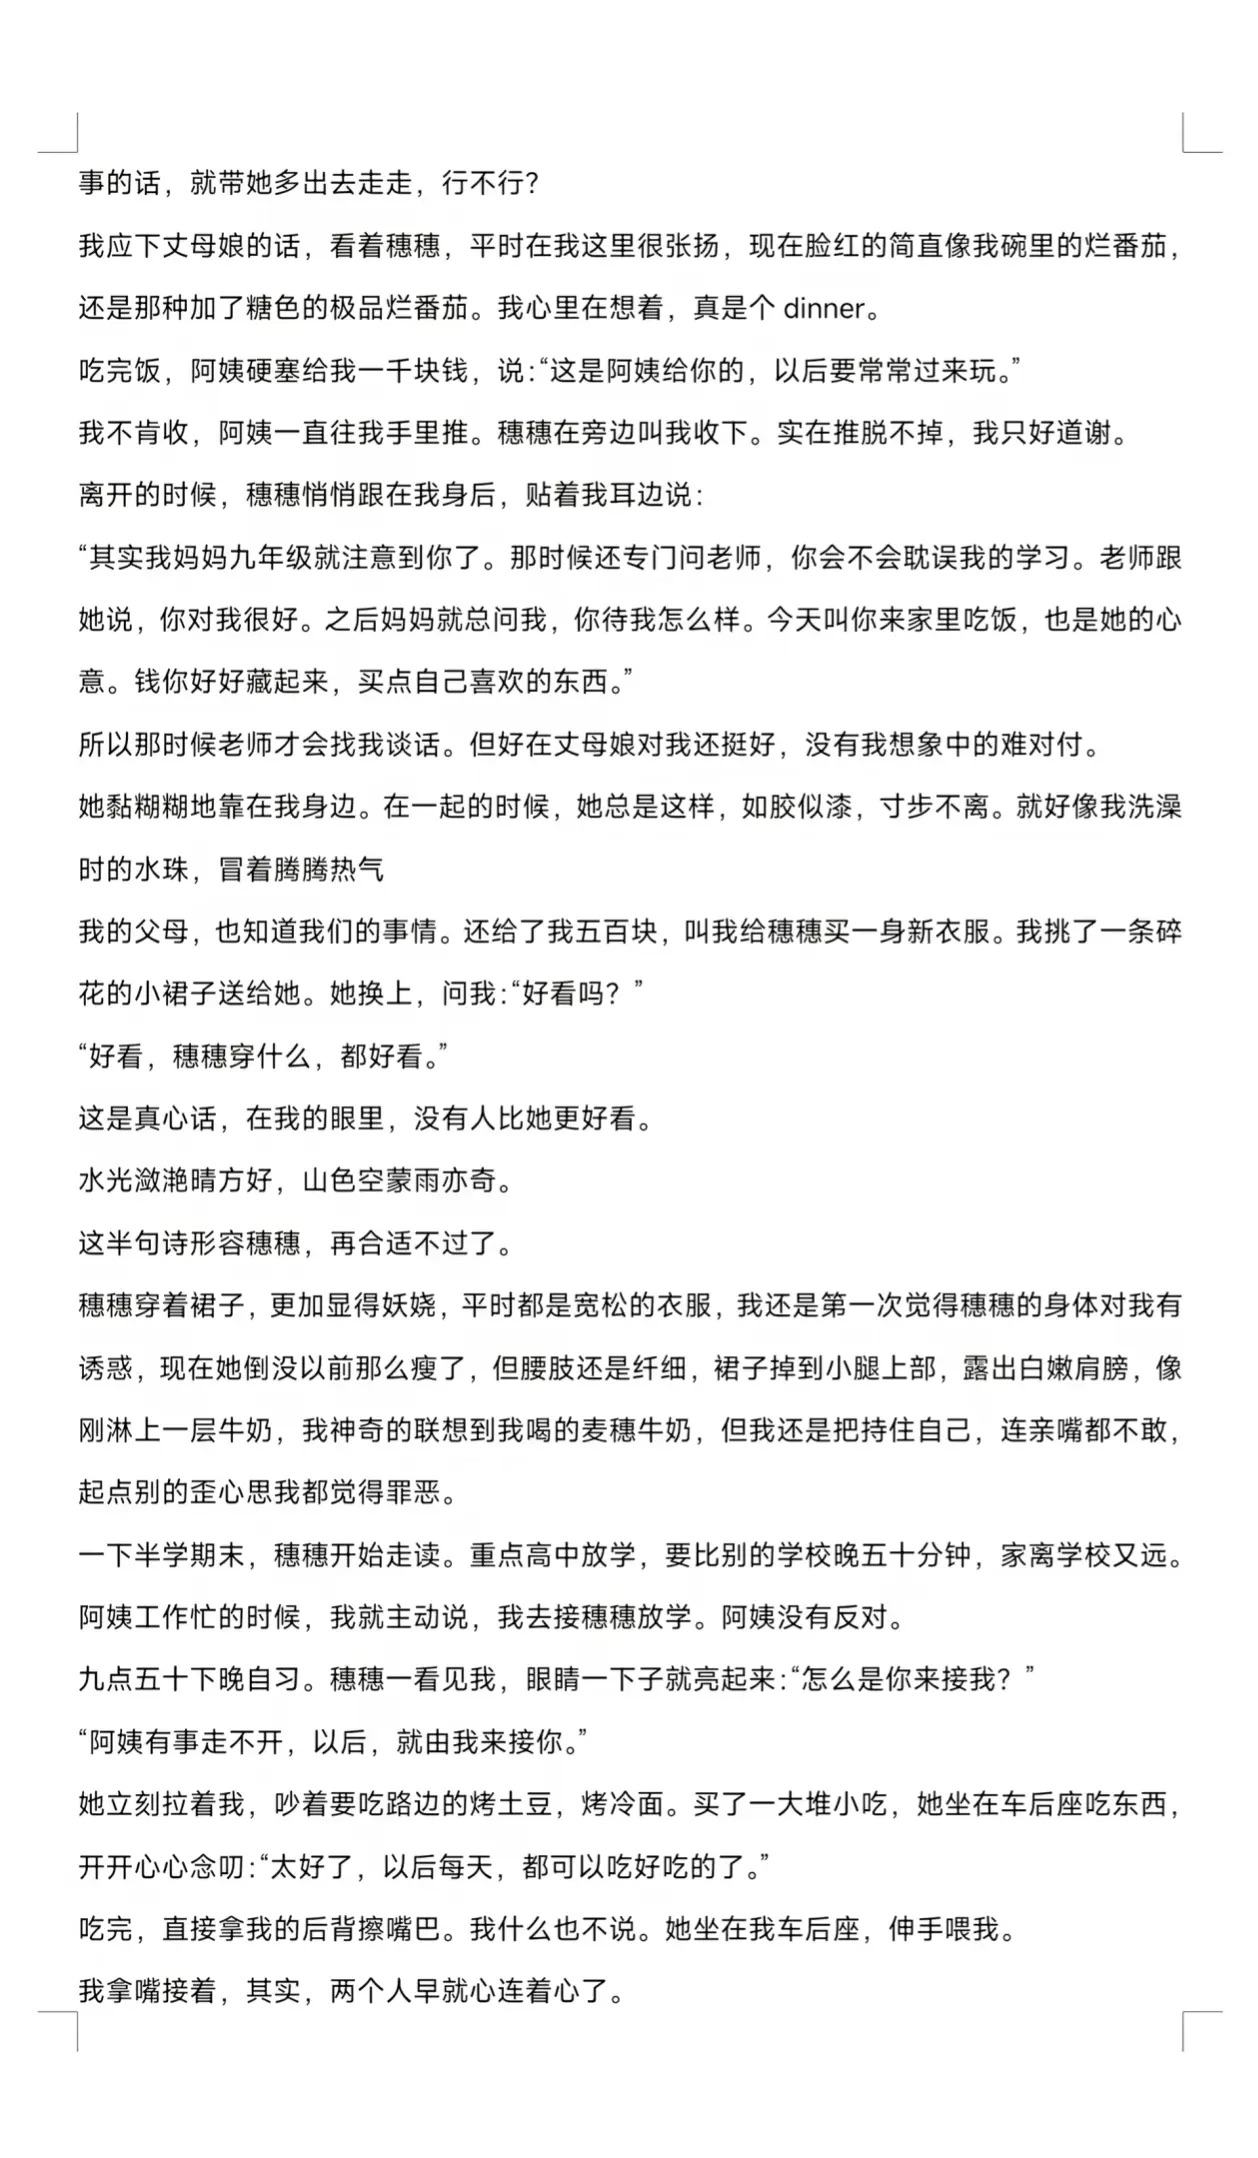 事的话，就带她多出去走走，行不行？
我应下丈母娘的话，看着穗穗，平时在我这里很张扬，现在脸红的简直像我碗里的烂番茄，
还是那种加了糖色的极品烂番茄。我心里在想着，真是个 dinner。
吃完饭，阿姨硬塞给我一千块钱，说：“这是阿姨给你的，以后要常常过来玩。”
我不肯收，阿姨一直往我手里推。穗穗在旁边叫我收下。实在推脱不掉，我只好道谢。
离开的时候，穗穗悄悄跟在我身后，贴着我耳边说：
“其实我妈妈九年级就注意到你了。那时候还专门问老师，你会不会耽误我的学习。老师跟
她说，你对我很好。之后妈妈就总问我，你待我怎么样。今天叫你来家里吃饭，也是她的心
意。钱你好好藏起来，买点自己喜欢的东西。”
所以那时候老师才会找我谈话。但好在丈母娘对我还挺好，没有我想象中的难对付。
她黏糊糊地靠在我身边。在一起的时候，她总是这样，如胶似漆，寸步不离。就好像我洗澡
时的水珠，冒着腾腾热气
我的父母，也知道我们的事情。还给了我五百块，叫我给穗穗买一身新衣服。我挑了一条碎
花的小裙子送给她。她换上，问我：“好看吗？”
“好看，穗穗穿什么，都好看。”
这是真心话，在我的眼里，没有人比她更好看。
水光潋滟晴方好，山色空蒙雨亦奇。
这半句诗形容穗穗，再合适不过了。
穗穗穿着裙子，更加显得妖娆，平时都是宽松的衣服，我还是第一次觉得穗穗的身体对我有
诱惑，现在她倒没以前那么瘦了，但腰肢还是纤细，裙子掉到小腿上部，露出白嫩肩膀，像
刚淋上一层牛奶，我神奇的联想到我喝的麦穗牛奶，但我还是把持住自己，连亲嘴都不敢，
起点别的歪心思我都觉得罪恶。
一下半学期末，穗穗开始走读。重点高中放学，要比别的学校晚五十分钟，家离学校又远。
阿姨工作忙的时候，我就主动说，我去接穗穗放学。阿姨没有反对。
九点五十下晚自习。穗穗一看见我，眼睛一下子就亮起来：“怎么是你来接我？”
“阿姨有事走不开，以后，就由我来接你。”
她立刻拉着我，吵着要吃路边的烤土豆，烤冷面。买了一大堆小吃，她坐在车后座吃东西，
开开心心念叨：“太好了，以后每天，都可以吃好吃的了。”
吃完，直接拿我的后背擦嘴巴。我什么也不说。她坐在我车后座，伸手喂我。
我拿嘴接着，其实，两个人早就心连着心了。